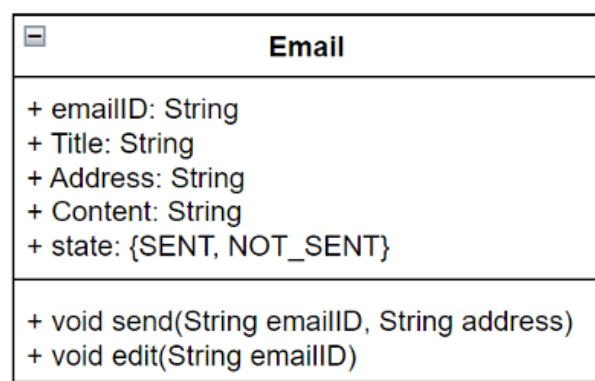 Email
+ emailID: String
+ Title: String
+ Address: String
+ Content: String
+ state: {SENT, NOT_SENT}
+ void send(String emailID, String address)
+ void edit(String emailID)